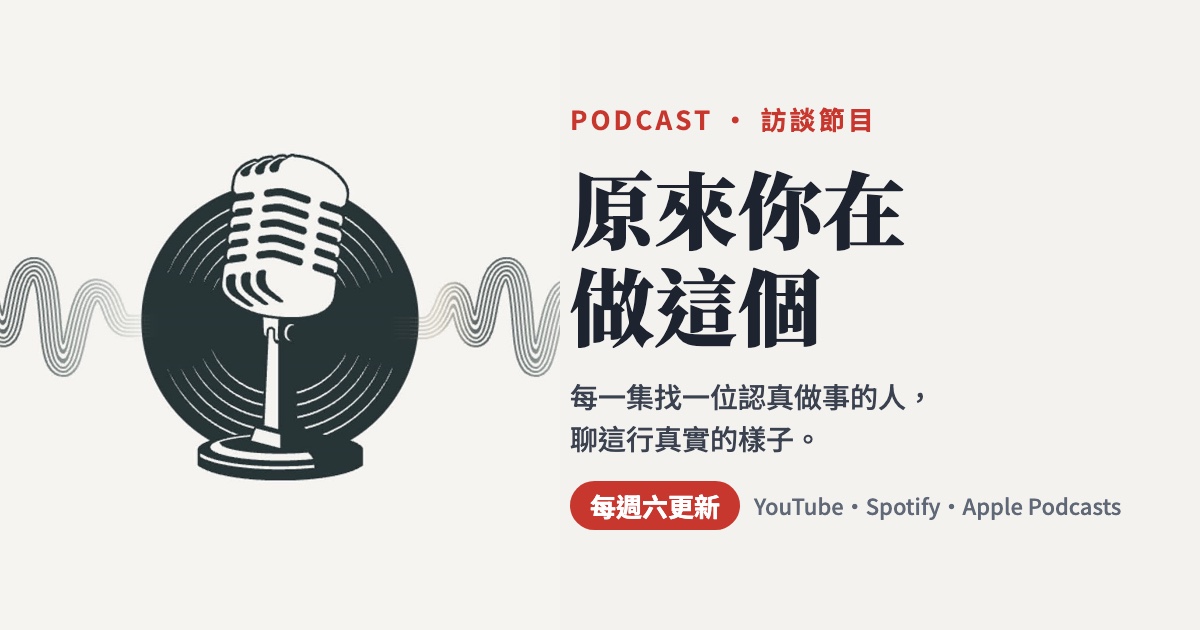 PODCAST ・ 訪談節目
原來你在
做這個
每一集找一位認真做事的人，
聊這行真實的樣子。
每週六更新 YouTube・Spotify・Apple Podcasts